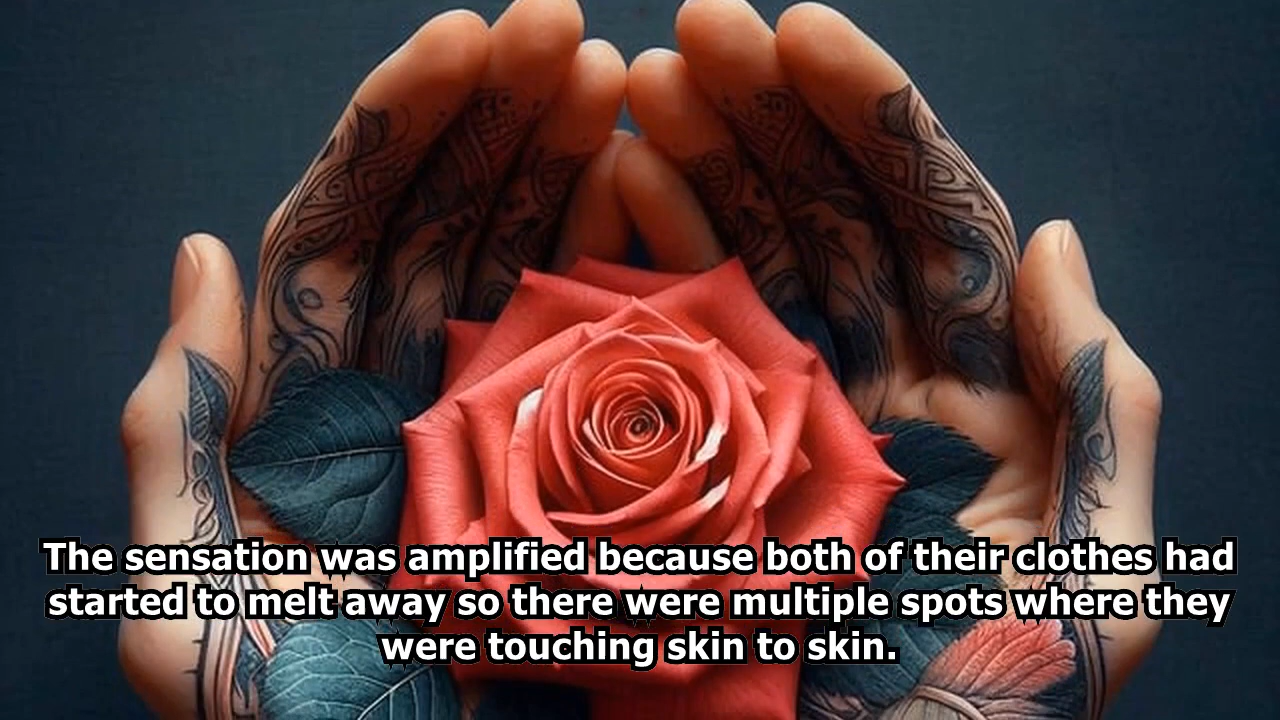 The sensation was amplified because both of their clothes had
started to melt away so there were multiple spots where they
were touching skin to skin.